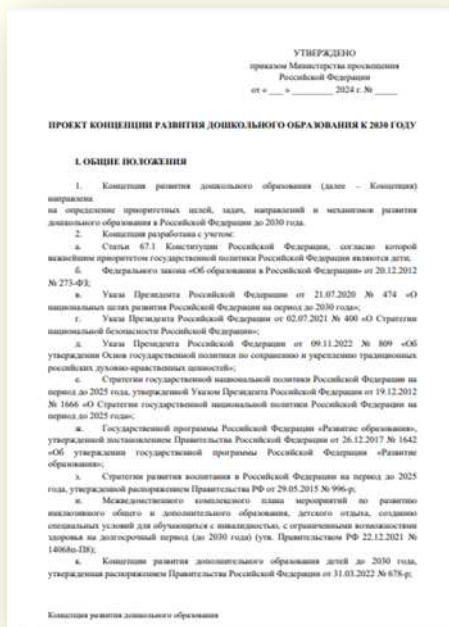 УТВЕРЖДЕНО
приказом Министерства просвещения
Российской Федерации
от « ___ » _________ 2024 г. № _____
ПРОЕКТ КОНЦЕПЦИИ РАЗВИТИЯ ДОШКОЛЬНОГО ОБРАЗОВАНИЯ К 2030 ГОДУ
I. ОБЩИЕ ПОЛОЖЕНИЯ
1. Концепция развития дошкольного образования (далее – Концепция)
направлена
на определение приоритетных целей, задач, направлений и механизмов развития
дошкольного образования в Российской Федерации до 2030 года.
2. Концепция разработана с учетом:
а. Статьи 67.1 Конституции Российской Федерации, согласно которой
важнейшим приоритетом государственной политики Российской Федерации являются дети;
б. Федерального закона «Об образовании в Российской Федерации» от 20.12.2012
№ 273-ФЗ;
в. Указа Президента Российской Федерации от 21.07.2020 № 474 «О
национальных целях развития Российской Федерации на период до 2030 года»;
г. Указа Президента Российской Федерации от 02.07.2021 № 400 «О Стратегии
национальной безопасности Российской Федерации»;
д. Указа Президента Российской Федерации от 09.11.2022 № 809 «Об
утверждении Основ государственной политики по сохранению и укреплению традиционных
российских духовно-нравственных ценностей»;
е. Стратегии государственной национальной политики Российской Федерации на
период до 2025 года, утвержденной Указом Президента Российской Федерации от 19.12.2012
№ 1666 «О Стратегии государственной национальной политики Российской Федерации на
период до 2025 года»;
ж. Государственной программы Российской Федерации «Развитие образования»,
утвержденной постановлением Правительства Российской Федерации от 26.12.2017 № 1642
«Об утверждении государственной программы Российской Федерации «Развитие
образования»;
з. Стратегии развития воспитания в Российской Федерации на период до 2025
года, утвержденной распоряжением Правительства РФ от 29.05.2015 № 996-р;
и. Межведомственного комплексного плана мероприятий по развитию
инклюзивного общего и дополнительного образования, детского отдыха, созданию
специальных условий для обучающихся с инвалидностью, с ограниченными возможностями
здоровья на долгосрочный период (до 2030 года) (утв. Правительством РФ 22.12.2021 №
14068п-П8);
к. Концепции развития дополнительного образования детей до 2030 года,
утвержденная распоряжением Правительства Российской Федерации от 31.03.2022 № 678-р;
Концепция развития дошкольного образования